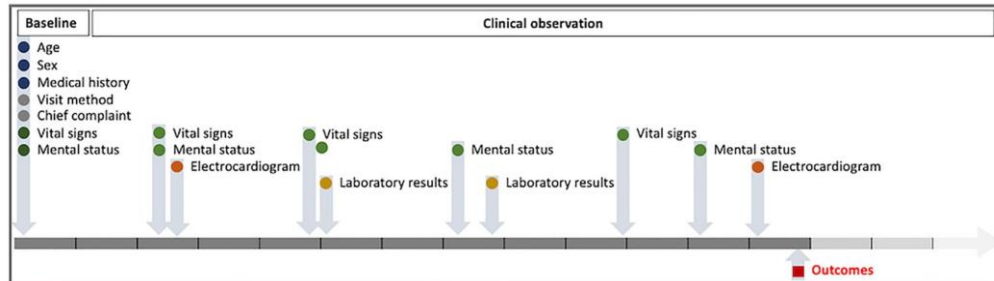 Baseline
Clinical observation
Age
Sex
Medical history
Visit method
Chief complaint
Vital signs
Vital signs
Vital signs
Vital signs
Mental status
Mental status
Mental status
Mental status
Electrocardiogram
Electrocardiogram
Laboratory results
Laboratory results
Outcomes